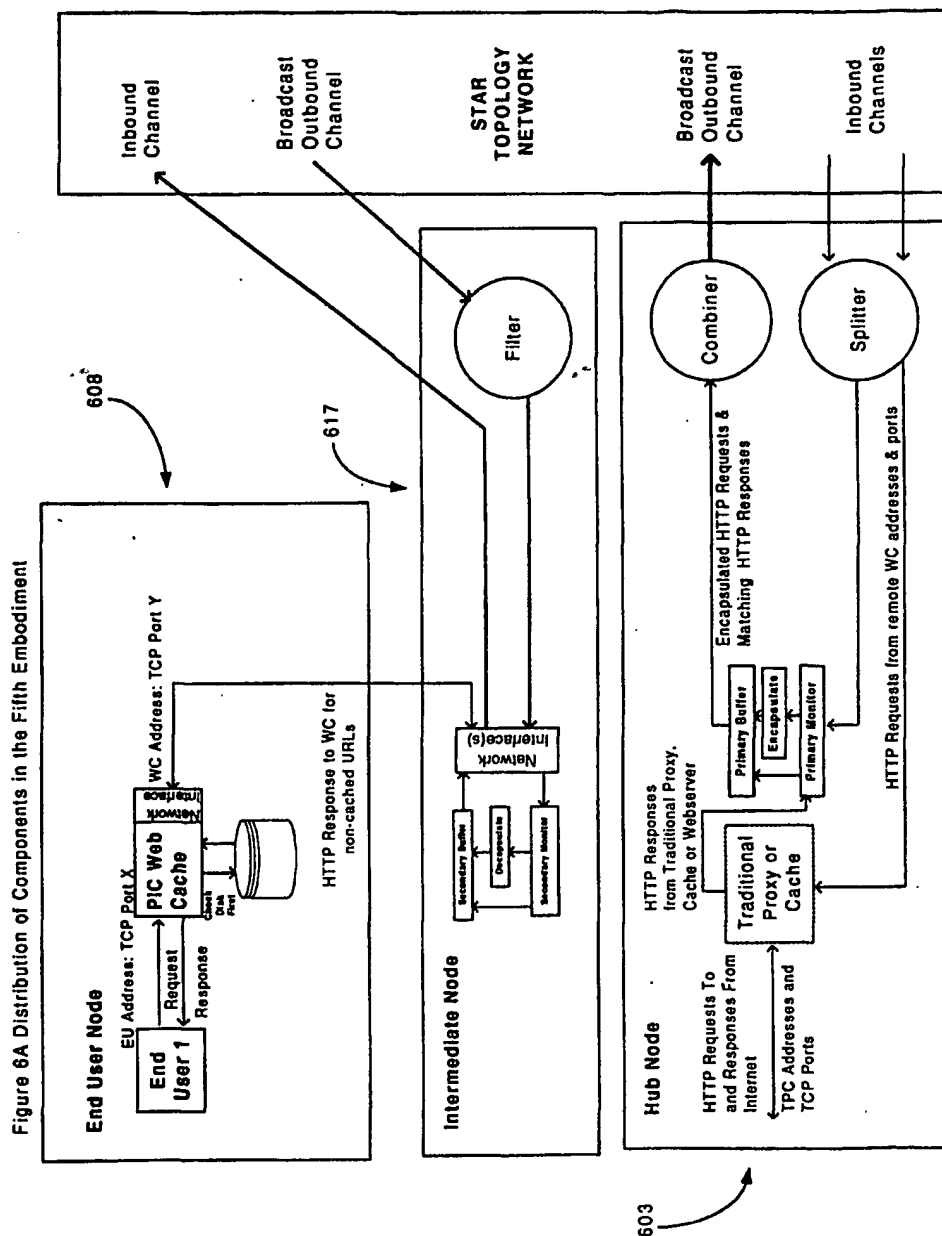 Figure 6A Distribution of Components in the Fifth Embodiment
608
End User Node
End
User 1
EU Address: TCP Port X
Request
Response
PIC Web
Cache
Network
Interface
WC Address: TCP Port Y
Check
Disk
First
HTTP Response to WC for
non-cached URLs
617
Intermediate Node
Secondary Buffer
Decapsulate
Secondary Monitor
Network
Interface(s)
Filter
603
Hub Node
HTTP Requests To
and Responses From
Internet
TPC Addresses and
TCP Ports
Traditional
Proxy or
Cache
HTTP Responses
from Traditional Proxy,
Cache or Webserver
Primary Buffer
Encapsulate
Primary Monitor
Encapsulated HTTP Requests &
Matching HTTP Responses
HTTP Requests from remote WC addresses & ports
Combiner
Splitter
Inbound
Channel
Broadcast
Outbound
Channel
STAR
TOPOLOGY
NETWORK
Broadcast
Outbound
Channel
Inbound
Channels